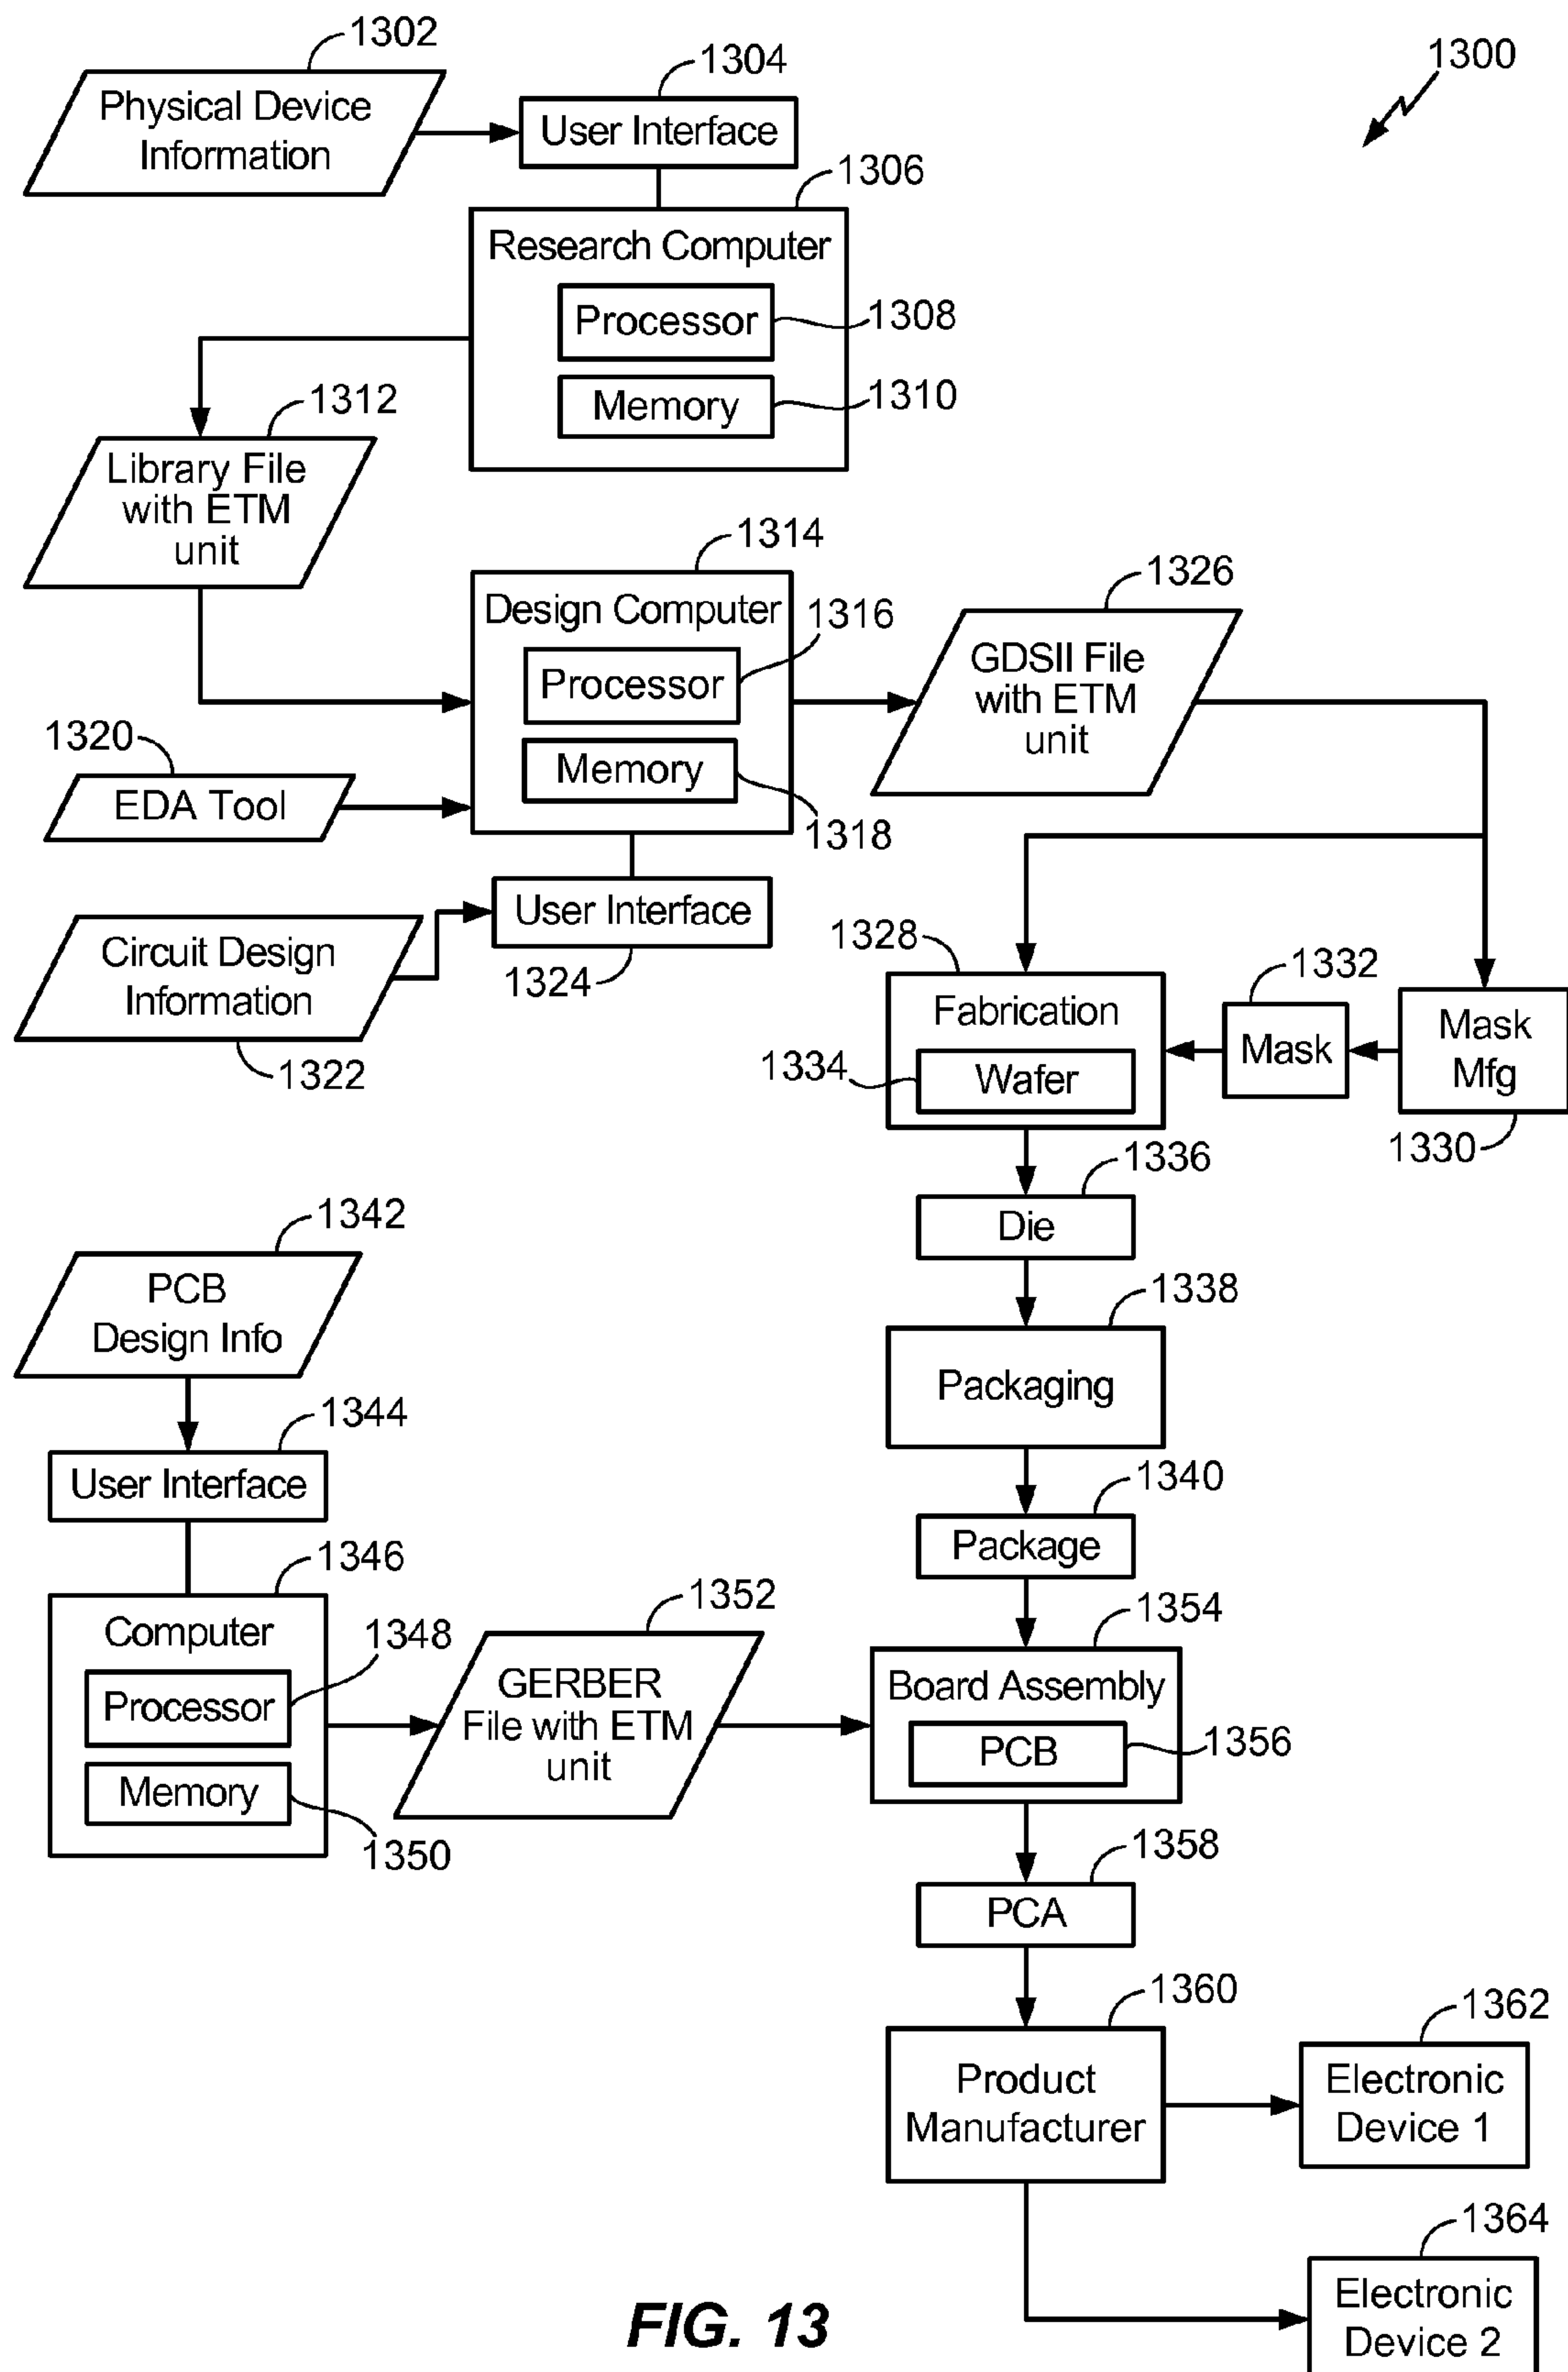 1302
1304
1300
Physical Device
Information
User Interface
1306
Research Computer
Processor
1308
Memory
1310
1312
Library File
with ETM
unit
1314
Design Computer
1316
Processor
Memory
1318
1326
GDSII File
with ETM
unit
1320
EDA Tool
User Interface
1324
Circuit Design
Information
1322
1328
Fabrication
1334
Wafer
1332
Mask
Mask
Mfg
1330
1336
Die
1338
Packaging
1340
Package
1342
PCB
Design Info
1344
User Interface
1346
Computer
1348
Processor
Memory
1350
1352
GERBER
File with ETM
unit
1354
Board Assembly
PCB
1356
1358
PCA
1360
Product
Manufacturer
1362
Electronic
Device 1
1364
Electronic
Device 2
FIG. 13